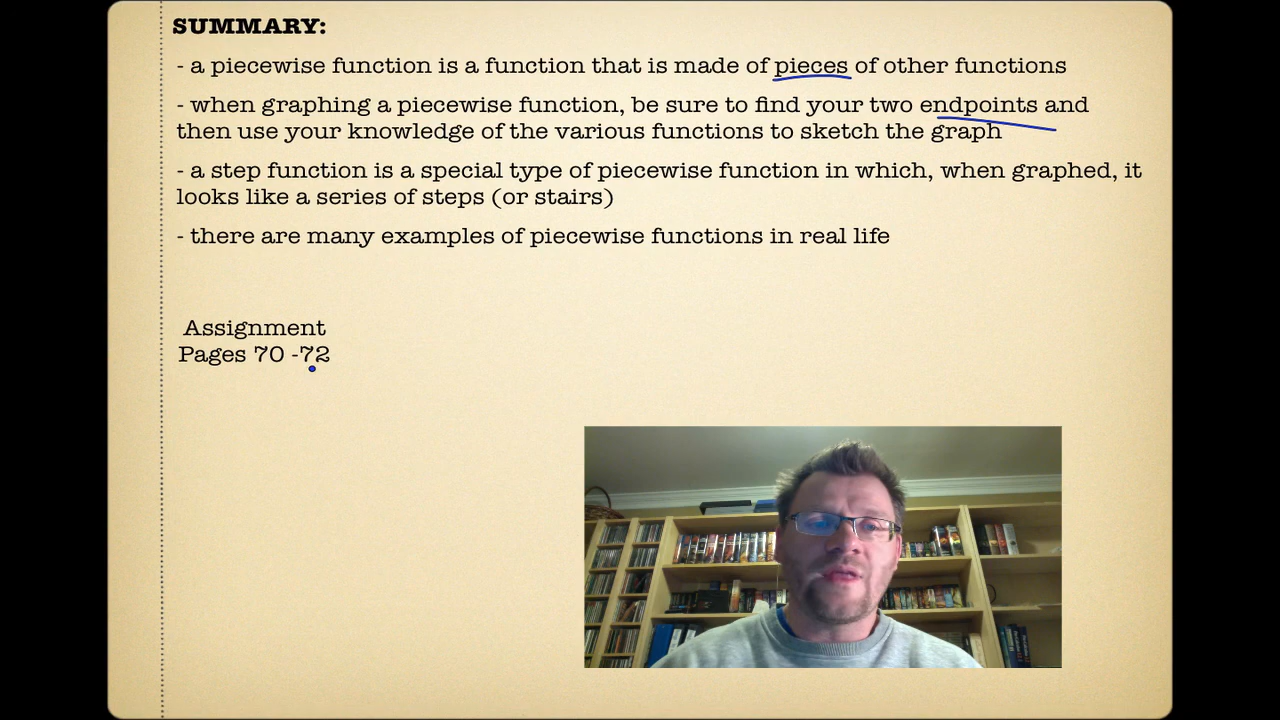 SUMMARY:
- a piecewise function is a function that is made of pieces of other functions
- when graphing a piecewise function, be sure to find your two endpoints and
then use your knowledge of the various functions to sketch the graph
- a step function is a special type of piecewise function in which, when graphed, it
looks like a series of steps (or stairs)
- there are many examples of piecewise functions in real life
Assignment
Pages 70 -72